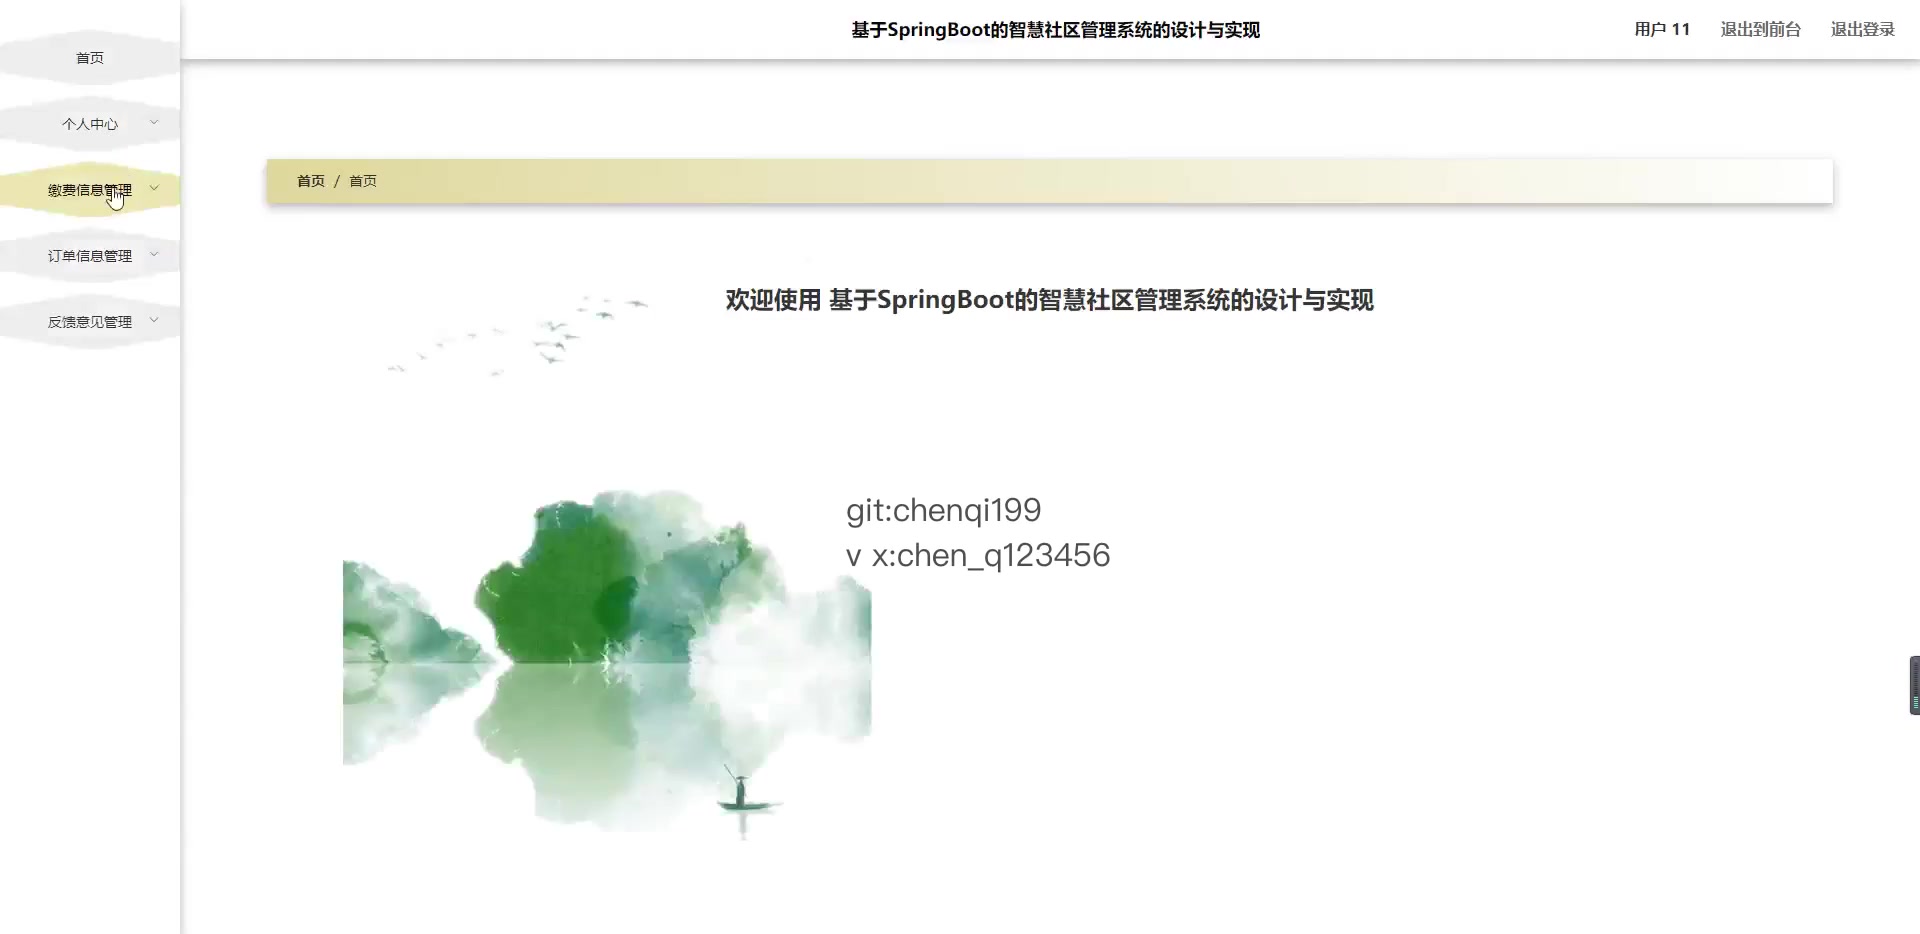 基于SpringBoot的智慧社区管理系统的设计与实现
用户 11
退出到前台
退出登录
首页
个人中心
缴费信息管理
订单信息管理
反馈意见管理
首页 / 首页
欢迎使用 基于SpringBoot的智慧社区管理系统的设计与实现
git:chenqi199
v x:chen_q123456